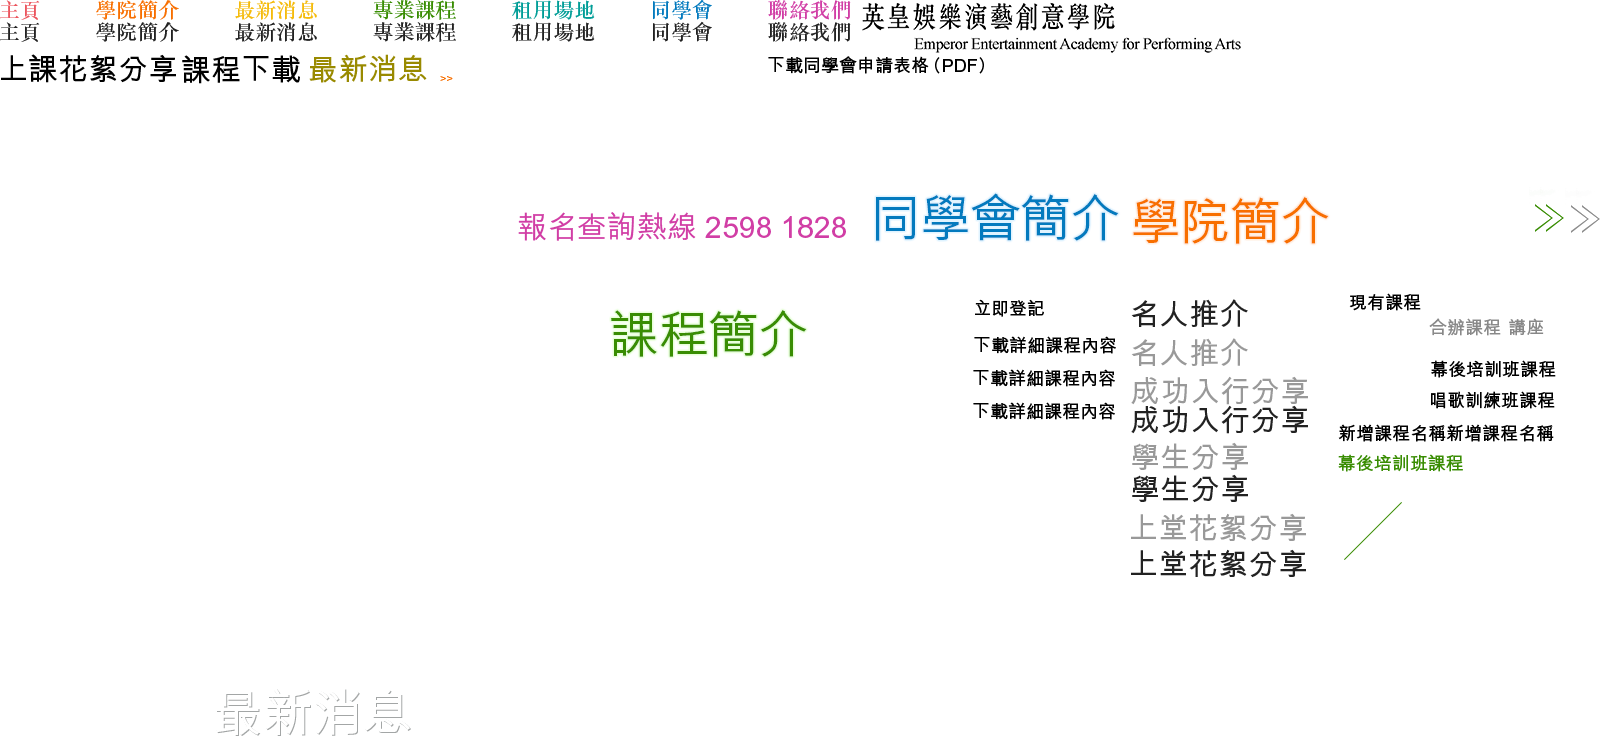 主頁 學院簡介 最新消息 專業課程 租用場地 同學會 聯絡我們
主頁 學院簡介 最新消息 專業課程 租用場地 同學會 聯絡我們
英皇娛樂演藝創意學院
Emperor Entertainment Academy for Performing Arts
上課花絮分享 課程下載 最新消息 >>
下載同學會申請表格（PDF）
報名查詢熱線 2598 1828
同學會簡介
學院簡介
課程簡介
立即登記
下載詳細課程內容
下載詳細課程內容
下載詳細課程內容
名人推介
名人推介
成功入行分享
成功入行分享
學生分享
學生分享
上堂花絮分享
上堂花絮分享
現有課程
合辦課程 講座
幕後培訓班課程
唱歌訓練班課程
新增課程名稱新增課程名稱
幕後培訓班課程
最新消息